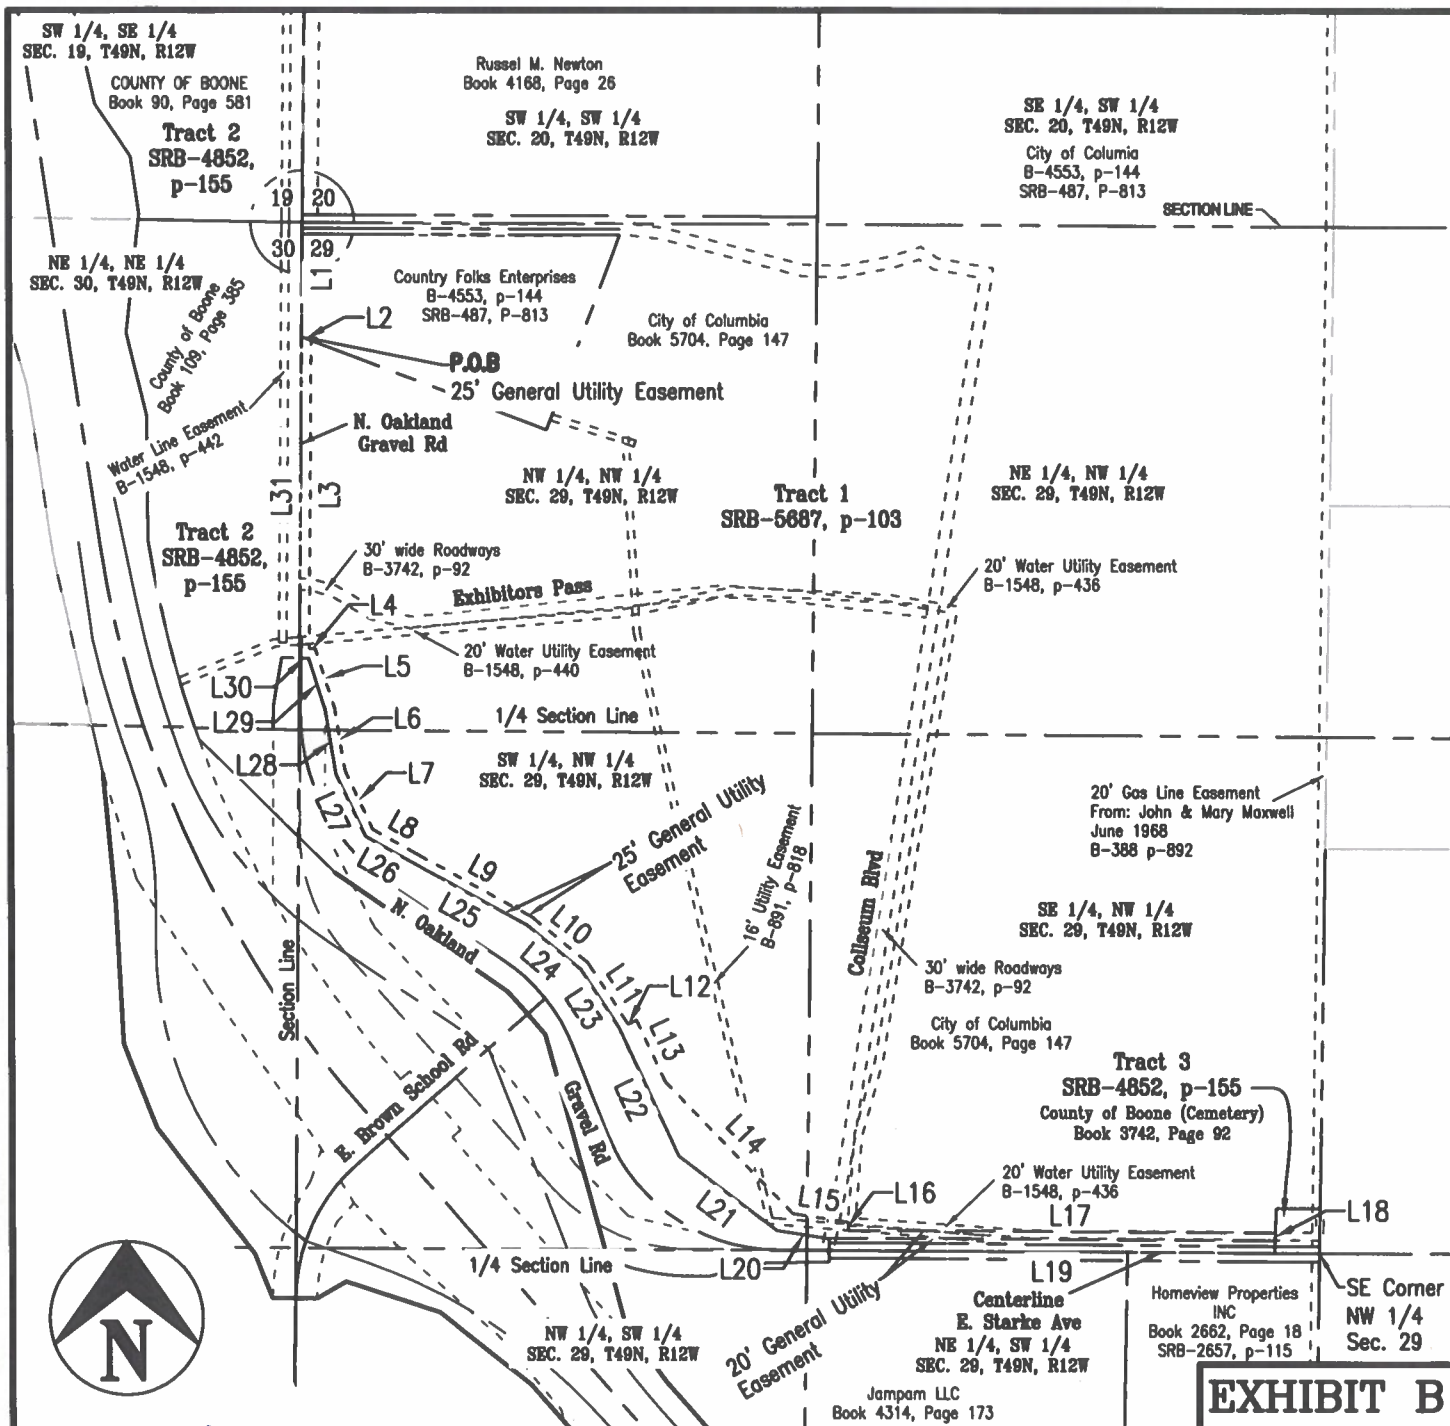 SW 1/4, SE 1/4
SEC. 19, T49N, R12W
COUNTY OF BOONE
Book 90, Page 581
Tract 2
SRB-4852,
p-155
Russel M. Newton
Book 4168, Page 26
SW 1/4, SW 1/4
SEC. 20, T49N, R12W
SE 1/4, SW 1/4
SEC. 20, T49N, R12W
City of Columia
B-4553, p-144
SRB-487, P-813
SECTION LINE
19
20
30
29
NE 1/4, NE 1/4
SEC. 30, T49N, R12W
County of Boone
Book 109, Page 385
L1
Country Folks Enterprises
B-4553, p-144
SRB-487, P-813
City of Columbia
Book 5704, Page 147
L2
P.O.B
25' General Utility Easement
N. Oakland
Gravel Rd
Water Line Easement
B-1548, p-442
L31
L3
NW 1/4, NW 1/4
SEC. 29, T49N, R12W
Tract 1
SRB-5687, p-103
NE 1/4, NW 1/4
SEC. 29, T49N, R12W
Tract 2
SRB-4852,
p-155
30' wide Roadways
B-3742, p-92
Exhibitors Pass
20' Water Utility Easement
B-1548, p-436
L4
20' Water Utility Easement
B-1548, p-440
L5
L30
L29
L6
1/4 Section Line
L28
L7
SW 1/4, NW 1/4
SEC. 29, T49N, R12W
20' Gas Line Easement
From: John & Mary Maxwell
June 1968
B-388 p-892
L27
L8
L26
L9
25' General Utility
Easement
16' Utility Easement
B-891, p-818
Coliseum Blvd
L25
N. Oakland
L10
SE 1/4, NW 1/4
SEC. 29, T49N, R12W
L24
L11
L12
L23
30' wide Roadways
B-3742, p-92
Section Line
L13
City of Columbia
Book 5704, Page 147
E. Brown School Rd
Gravel Rd
L22
L14
Tract 3
SRB-4852, p-155
County of Boone (Cemetery)
Book 3742, Page 92
20' Water Utility Easement
B-1548, p-436
L15
L16
L17
L18
L21
1/4 Section Line
L20
L19
20' General Utility
Easement
Centerline
E. Starke Ave
NE 1/4, SW 1/4
SEC. 29, T49N, R12W
Homeview Properties
INC
Book 2662, Page 18
SRB-2657, p-115
SE Corner
NW 1/4
Sec. 29
NW 1/4, SW 1/4
SEC. 29, T49N, R12W
N
Jampam LLC
Book 4314, Page 173
EXHIBIT B